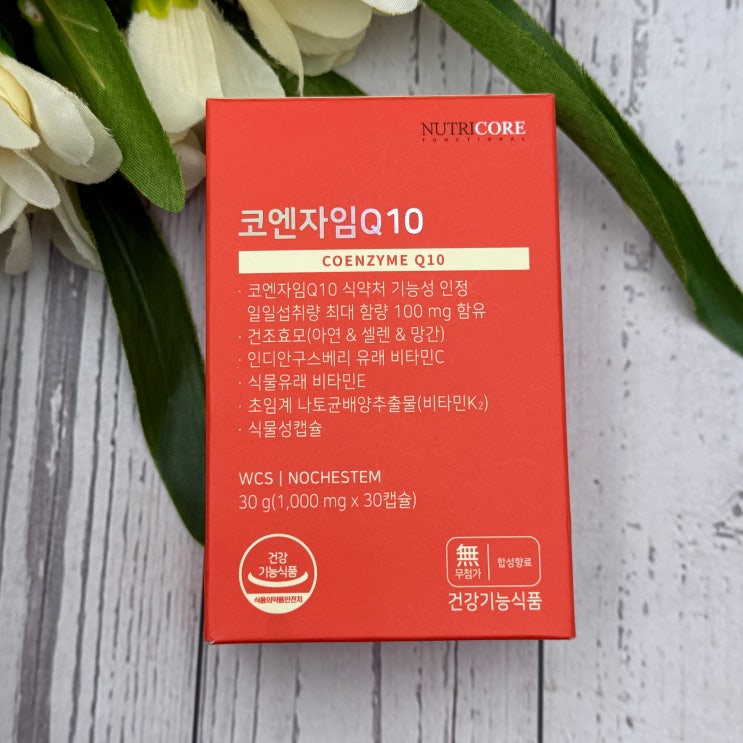 NUTRICORE
FUNCTIONAL
코엔자임Q10
COENZYME Q10
· 코엔자임Q10 식약처 기능성 인정
일일섭취량 최대 함량 100 mg 함유
· 건조효모(아연 & 셀렌 & 망간)
· 인디안구스베리 유래 비타민C
· 식물유래 비타민E
· 초임계 나토균배양추출물(비타민K₂)
· 식물성캡슐
WCS | NOCHESTEM
30 g(1,000 mg x 30캡슐)
건강
기능식품
식품의약품안전처
無
무첨가
합성향료
건강기능식품